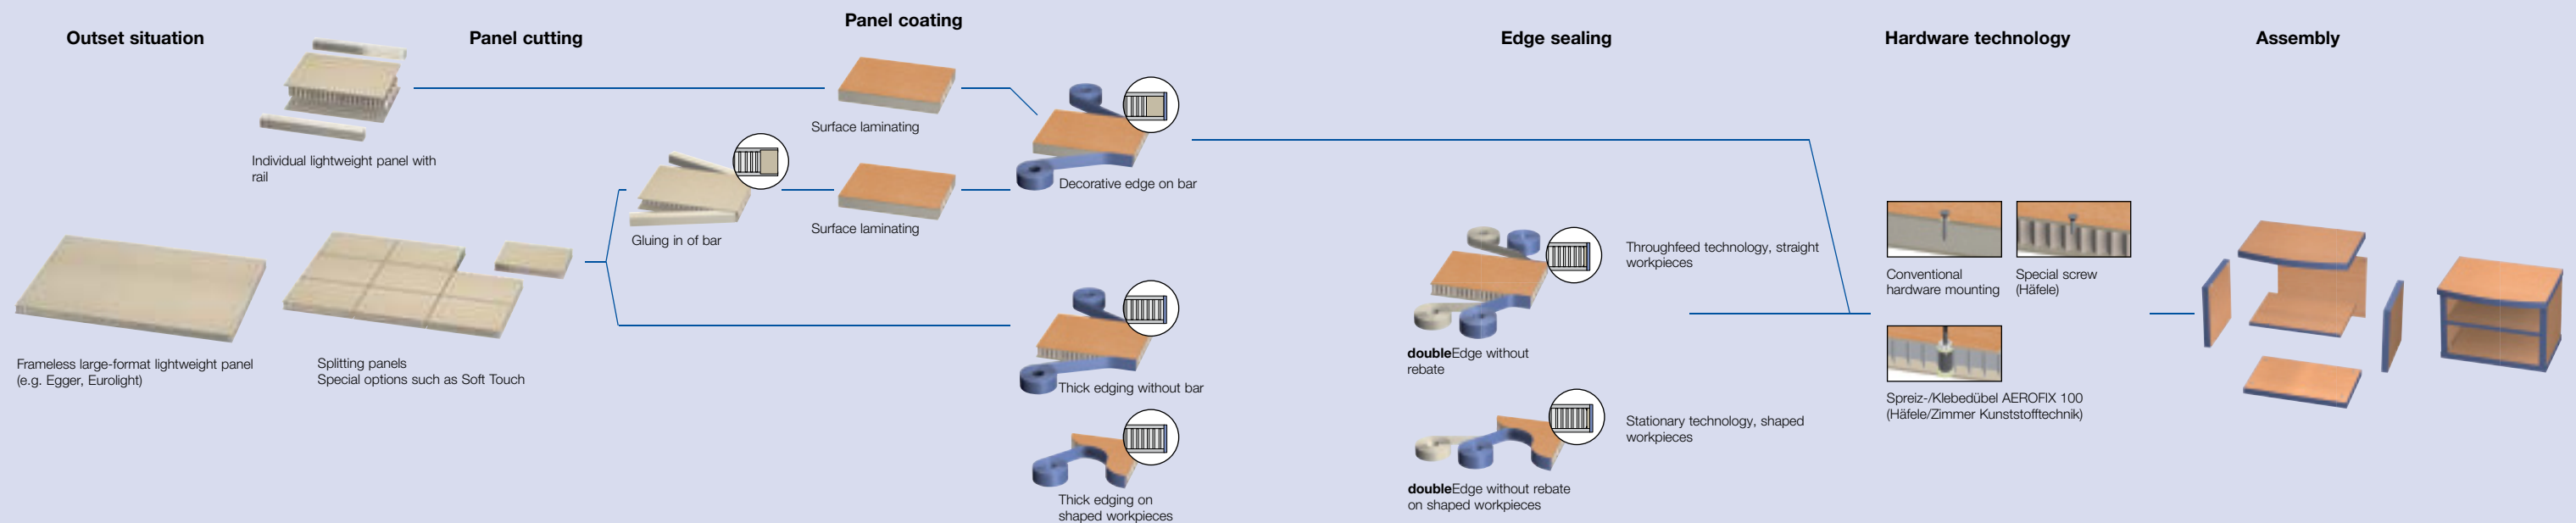 Outset situation
Panel cutting
Panel coating
Edge sealing
Hardware technology
Assembly
Individual lightweight panel with
rail
Frameless large-format lightweight panel
(e.g. Egger, Eurolight)
Splitting panels
Special options such as Soft Touch
Gluing in of bar
Surface laminating
Surface laminating
Decorative edge on bar
Thick edging without bar
Thick edging on
shaped workpieces
doubleEdge without
rebate
Throughfeed technology, straight
workpieces
doubleEdge without rebate
on shaped workpieces
Stationary technology, shaped
workpieces
Conventional
hardware mounting
Special screw
(Häfele)
Spreiz-/Klebedübel AEROFIX 100
(Häfele/Zimmer Kunststofftechnik)